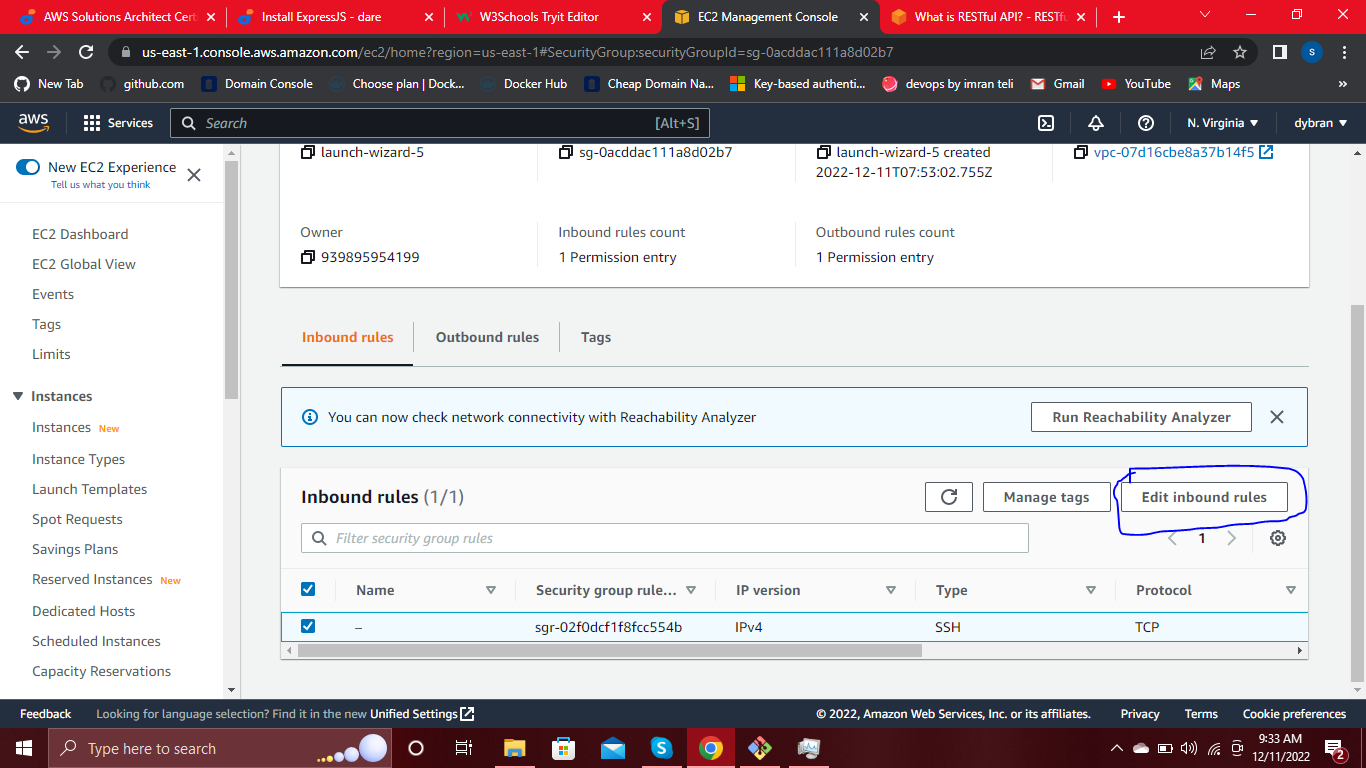 AWS Solutions Architect Cert
Install ExpressJS - dare
W3Schools Tryit Editor
EC2 Management Console
What is RESTful API? - RESTfu
us-east-1.console.aws.amazon.com/ec2/home?region=us-east-1#SecurityGroup:securityGroupId=sg-0acddac111a8d02b7
S
New Tab
github.com
Domain Console
Choose plan | Dock...
Docker Hub
Cheap Domain Na...
Key-based authenti...
devops by imran teli
Gmail
YouTube
Maps
»
aws
Services
Search
[Alt+S]
N. Virginia
dybran
New EC2 Experience
Tell us what you think
EC2 Dashboard
EC2 Global View
Events
Tags
Limits
Instances
Instances New
Instance Types
Launch Templates
Spot Requests
Savings Plans
Reserved Instances New
Dedicated Hosts
Scheduled Instances
Capacity Reservations
launch-wizard-5
sg-0acddac111a8d02b7
launch-wizard-5 created
2022-12-11T07:53:02.755Z
vpc-07d16cbe8a37b14f5
Owner
939895954199
Inbound rules count
1 Permission entry
Outbound rules count
1 Permission entry
Inbound rules
Outbound rules
Tags
You can now check network connectivity with Reachability Analyzer
Run Reachability Analyzer
Inbound rules (1/1)
Manage tags
Edit inbound rules
Filter security group rules
1
Name
Security group rule...
IP version
Type
Protocol
–
sgr-02f0dcf1f8fcc554b
IPv4
SSH
TCP
Feedback
Looking for language selection? Find it in the new Unified Settings
© 2022, Amazon Web Services, Inc. or its affiliates.
Privacy
Terms
Cookie preferences
Type here to search
9:33 AM
12/11/2022
2